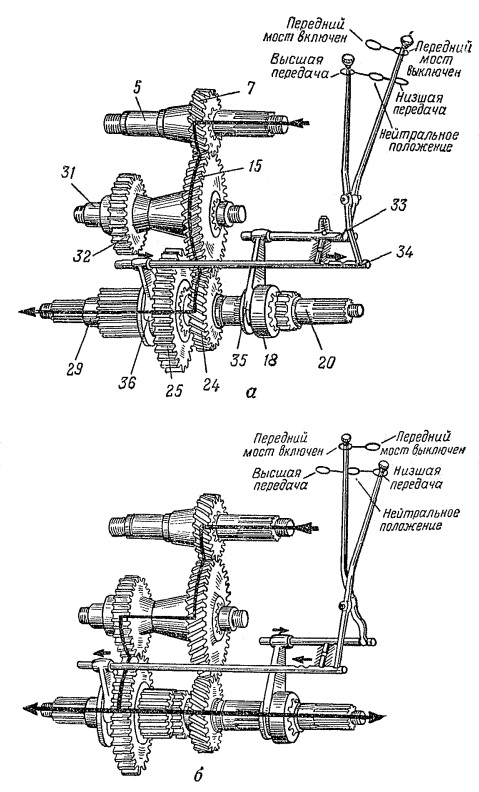 Передний
мост включен
Передний
мост
выключен
Высшая
передача
Низшая
передача
Нейтральное
положение
5
7
15
31
32
33
34
29
36
25
24
35
18
20
а
Передний
мост включен
Передний
мост выключен
Высшая
передача
Низшая
передача
Нейтральное
положение
б